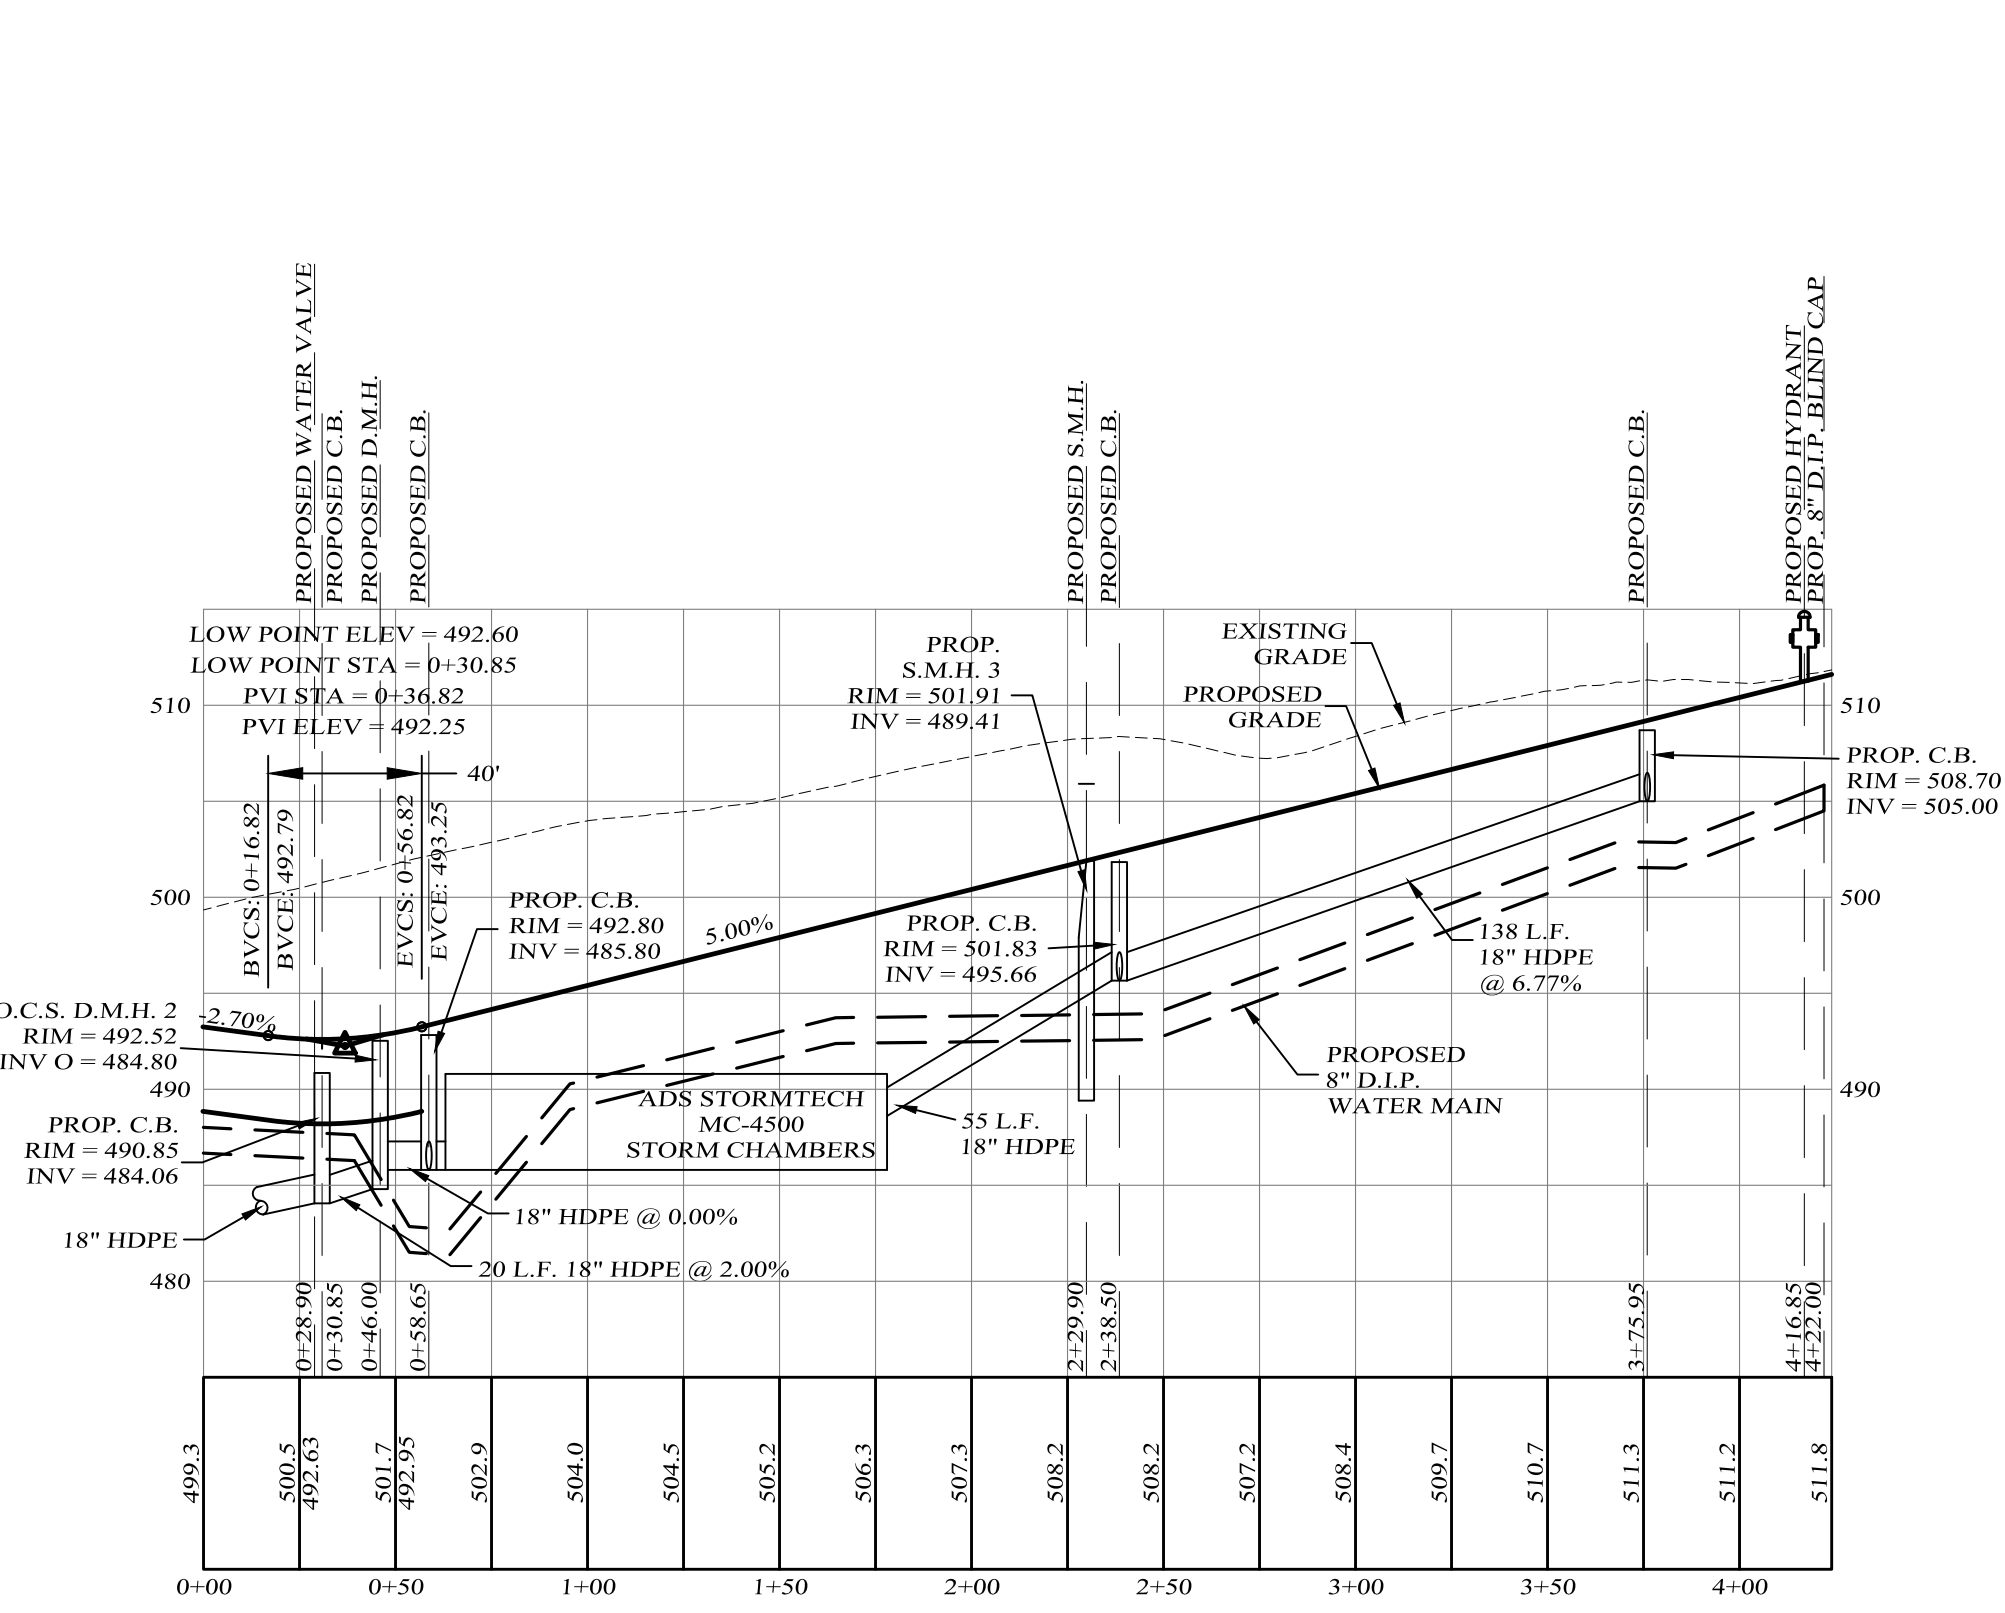 PROPOSED WATER VALVE
PROPOSED C.B.
PROPOSED D.M.H.
PROPOSED C.B.
PROPOSED S.M.H.
PROPOSED C.B.
PROPOSED C.B.
PROPOSED HYDRANT
PROP. 8" D.I.P. BLIND CAP
LOW POINT ELEV = 492.60
LOW POINT STA = 0+30.85
PVI STA = 0+36.82
PVI ELEV = 492.25
40'
BVCS: 0+16.82
BVCE: 492.79
EVCS: 0+56.82
EVCE: 493.25
PROP.
S.M.H. 3
RIM = 501.91
INV = 489.41
EXISTING
GRADE
PROPOSED
GRADE
510
510
PROP. C.B.
RIM = 508.70
INV = 505.00
500
500
PROP. C.B.
RIM = 492.80
INV = 485.80
5.00%
PROP. C.B.
RIM = 501.83
INV = 495.66
138 L.F.
18" HDPE
@ 6.77%
O.C.S. D.M.H. 2
RIM = 492.52
INV O = 484.80
-2.70%
PROPOSED
8" D.I.P.
WATER MAIN
490
490
ADS STORMTECH
MC-4500
STORM CHAMBERS
55 L.F.
18" HDPE
PROP. C.B.
RIM = 490.85
INV = 484.06
18" HDPE
18" HDPE @ 0.00%
20 L.F. 18" HDPE @ 2.00%
480
0+28.90
0+30.85
0+46.00
0+58.65
2+29.90
2+38.50
3+75.95
4+16.85
4+22.00
499.3
500.5
492.63
501.7
492.95
502.9
504.0
504.5
505.2
506.3
507.3
508.2
508.2
507.2
508.4
509.7
510.7
511.3
511.2
511.8
0+00
0+50
1+00
1+50
2+00
2+50
3+00
3+50
4+00